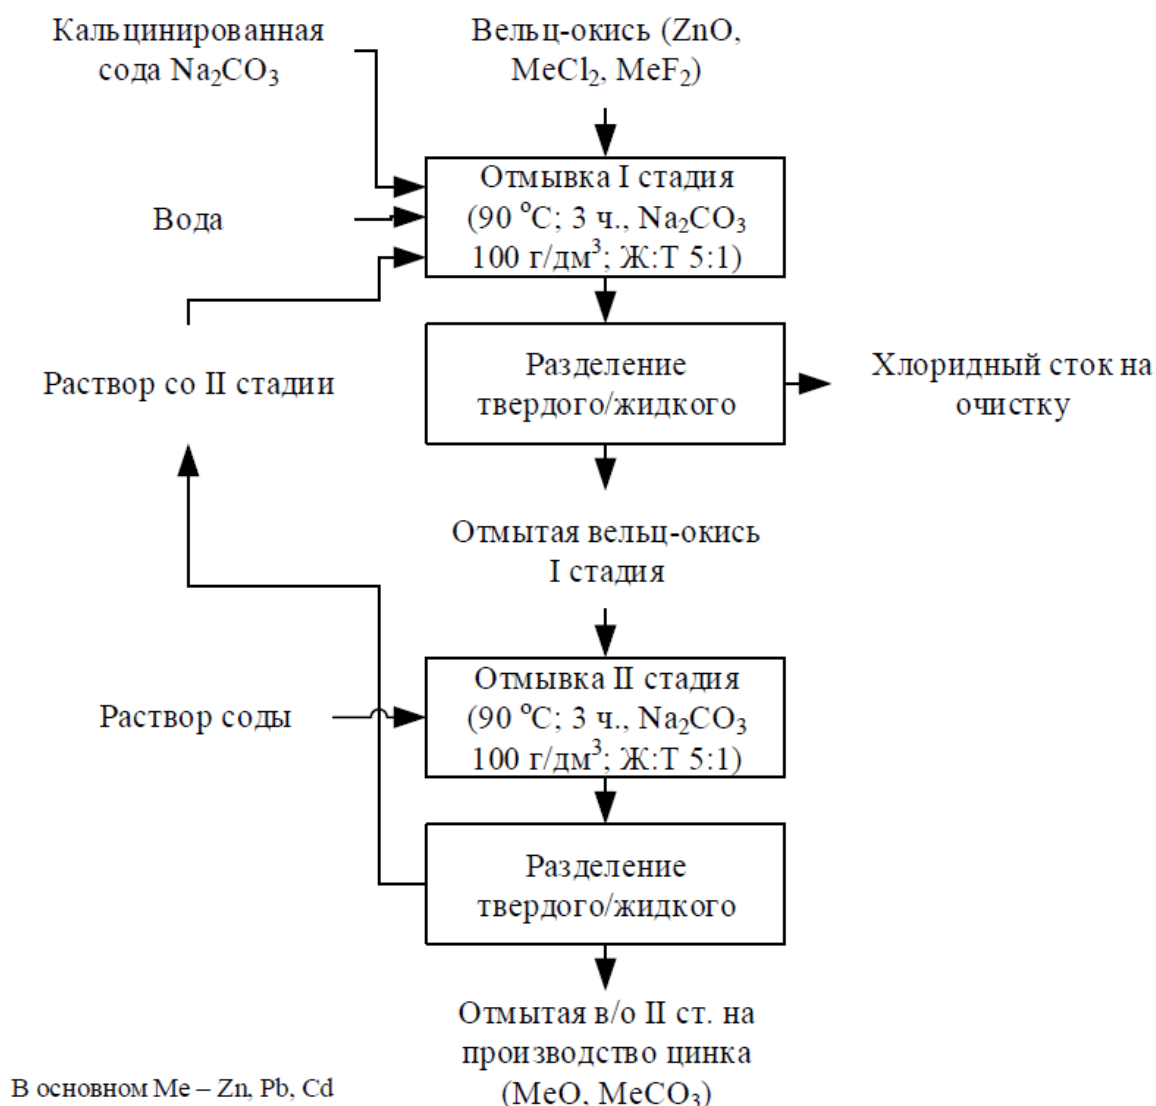 Кальцинированная
сода Na₂CO₃
Вельц-окись (ZnO,
MeCl₂, MeF₂)
Отмывка I стадия
(90 ºС; 3 ч., Na₂CO₃
100 г/дм³; Ж:Т 5:1)
Вода
Разделение
твердого/жидкого
Хлоридный сток на
очистку
Раствор со II стадии
Отмытая вельц-окись
I стадия
Отмывка II стадия
(90 ºС; 3 ч., Na₂CO₃
100 г/дм³; Ж:Т 5:1)
Раствор соды
Разделение
твердого/жидкого
Отмытая в/о II ст. на
производство цинка
(MeO, MeCO₃)
В основном Me – Zn, Pb, Cd